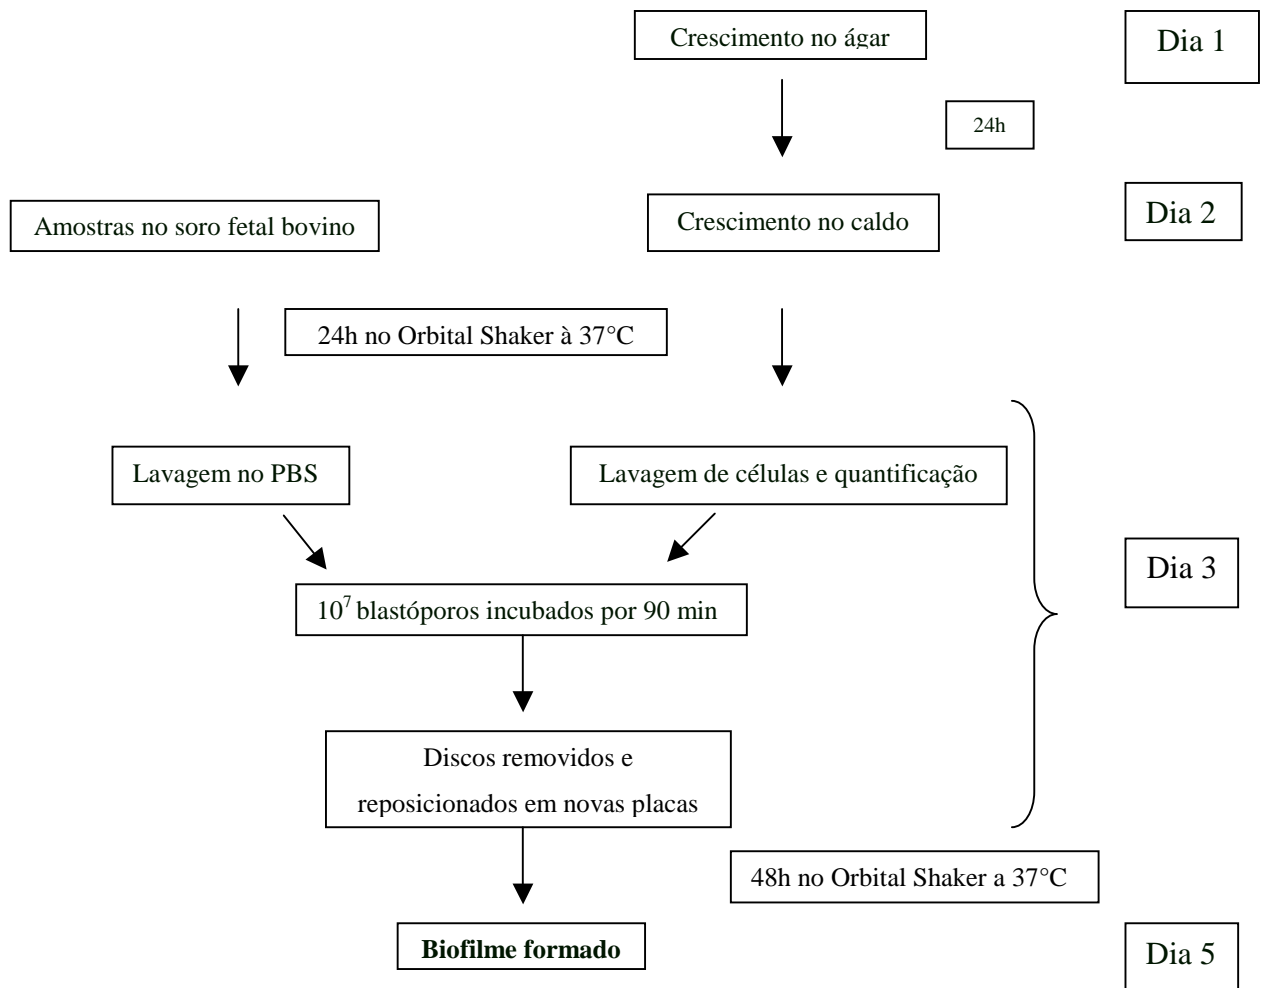 Crescimento no ágar
Dia 1
24h
Amostras no soro fetal bovino
Crescimento no caldo
Dia 2
24h no Orbital Shaker à 37°C
Lavagem no PBS
Lavagem de células e quantificação
Dia 3
10⁷ blastóporos incubados por 90 min
Discos removidos e
reposicionados em novas placas
48h no Orbital Shaker a 37°C
Biofilme formado
Dia 5